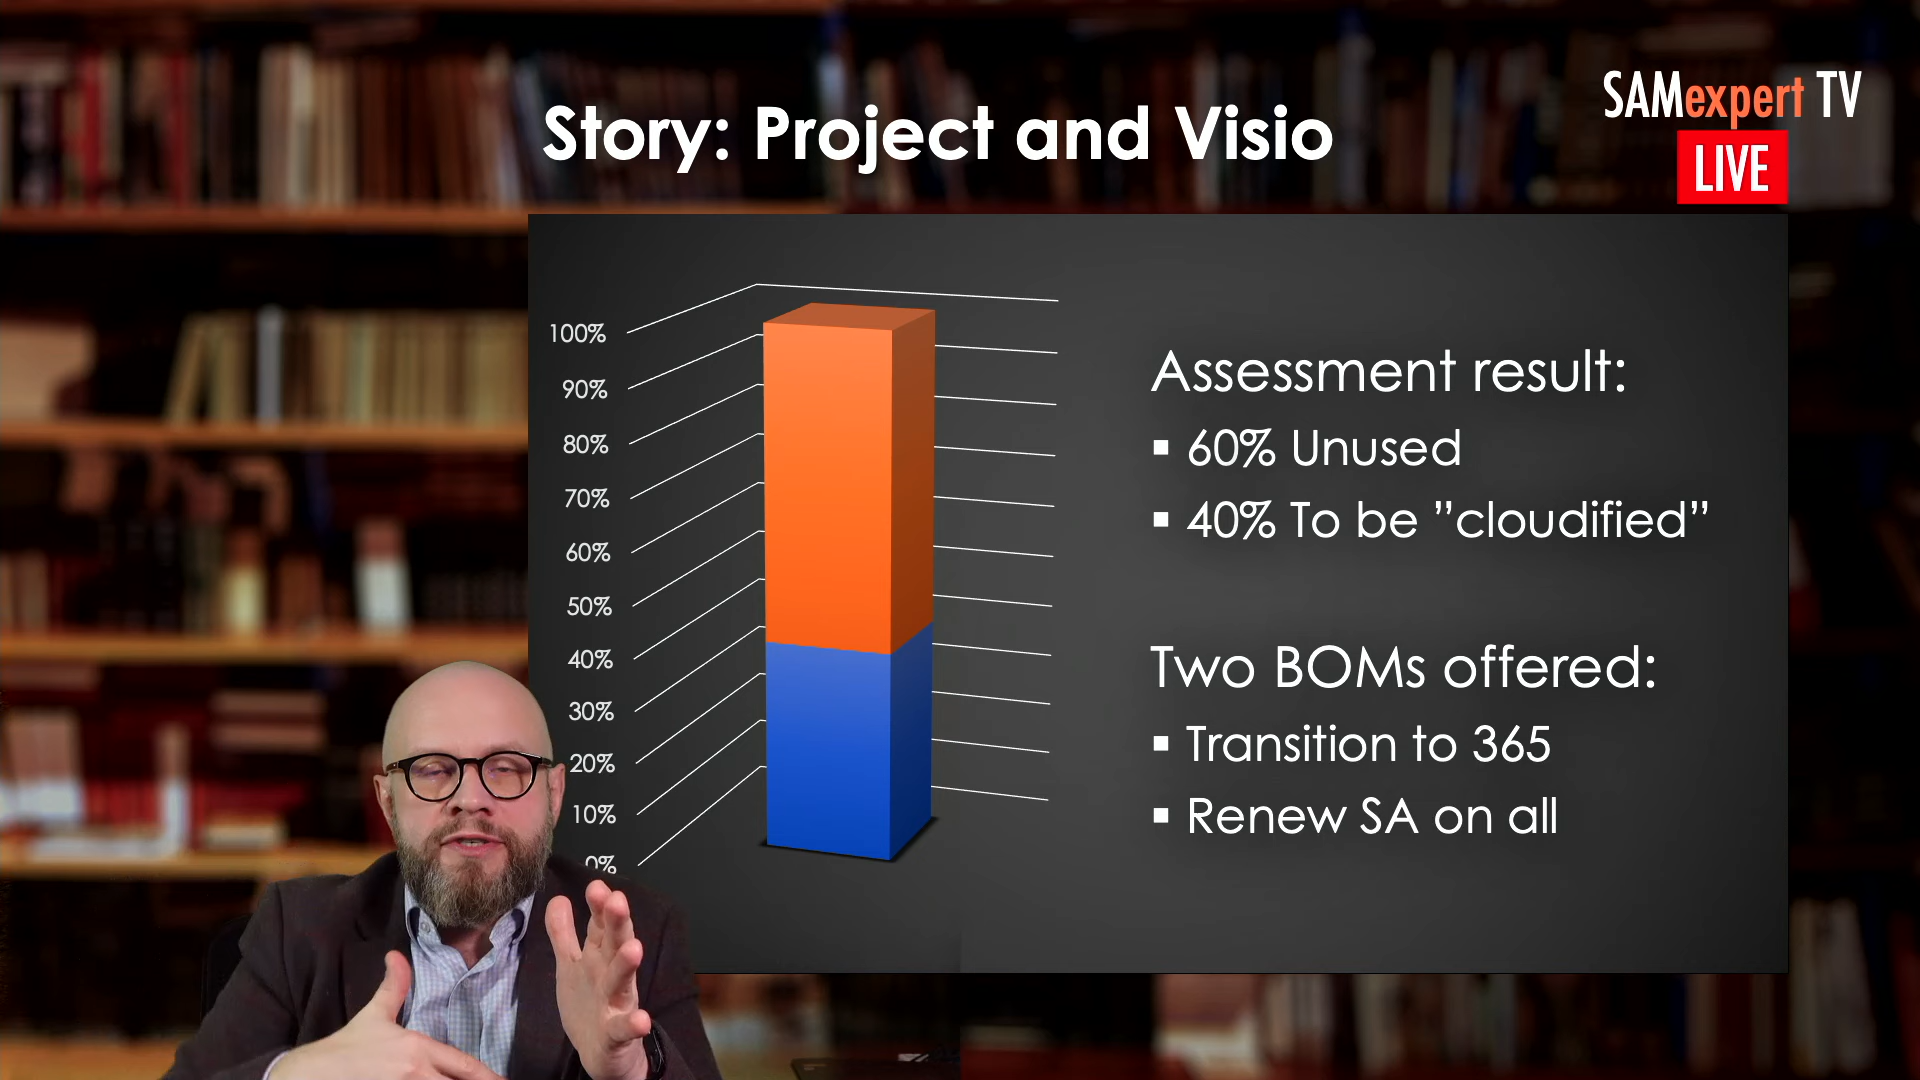 SAMexpert TV
LIVE
Story: Project and Visio
100%
90%
80%
70%
60%
50%
40%
30%
20%
10%
0%
Assessment result:
▪ 60% Unused
▪ 40% To be ”cloudified”
Two BOMs offered:
▪ Transition to 365
▪ Renew SA on all